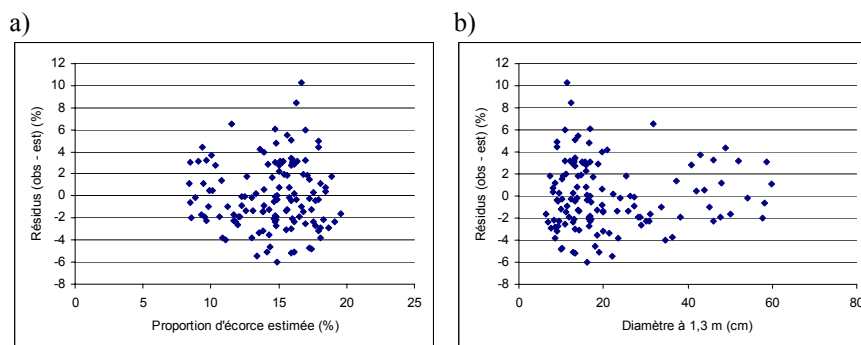 a)
b)
12
10
8
6
4
2
0
-2
-4
-6
-8
Résidus (obs - est) (%)
0 5 10 15 20 25
Proportion d'écorce estimée (%)
12
10
8
6
4
2
0
-2
-4
-6
-8
Résidus (obs - est) (%)
0 20 40 60 80
Diamètre à 1,3 m (cm)